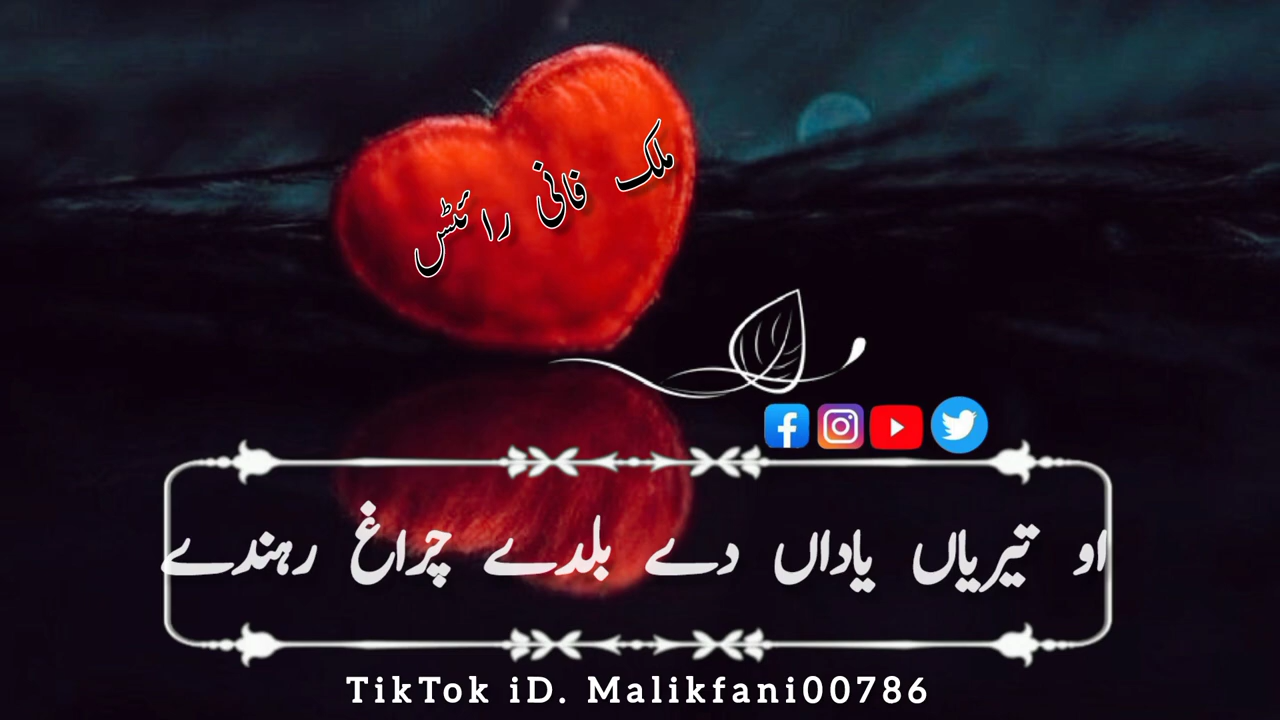 ملک فانی رائٹس
او تیریاں یاداں دے بلدے چراغ رہندے
TikTok iD. Malikfani00786